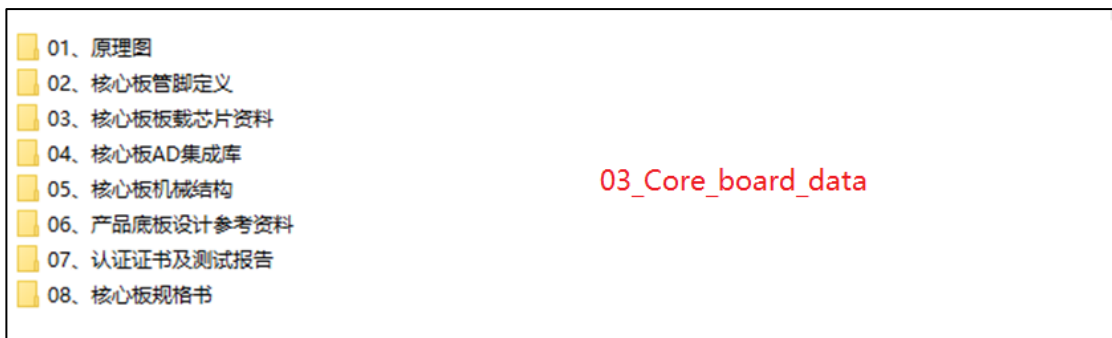 01、原理图
02、核心板管脚定义
03、核心板板载芯片资料
04、核心板AD集成库
05、核心板机械结构
03_Core_board_data
06、产品底板设计参考资料
07、认证证书及测试报告
08、核心板规格书